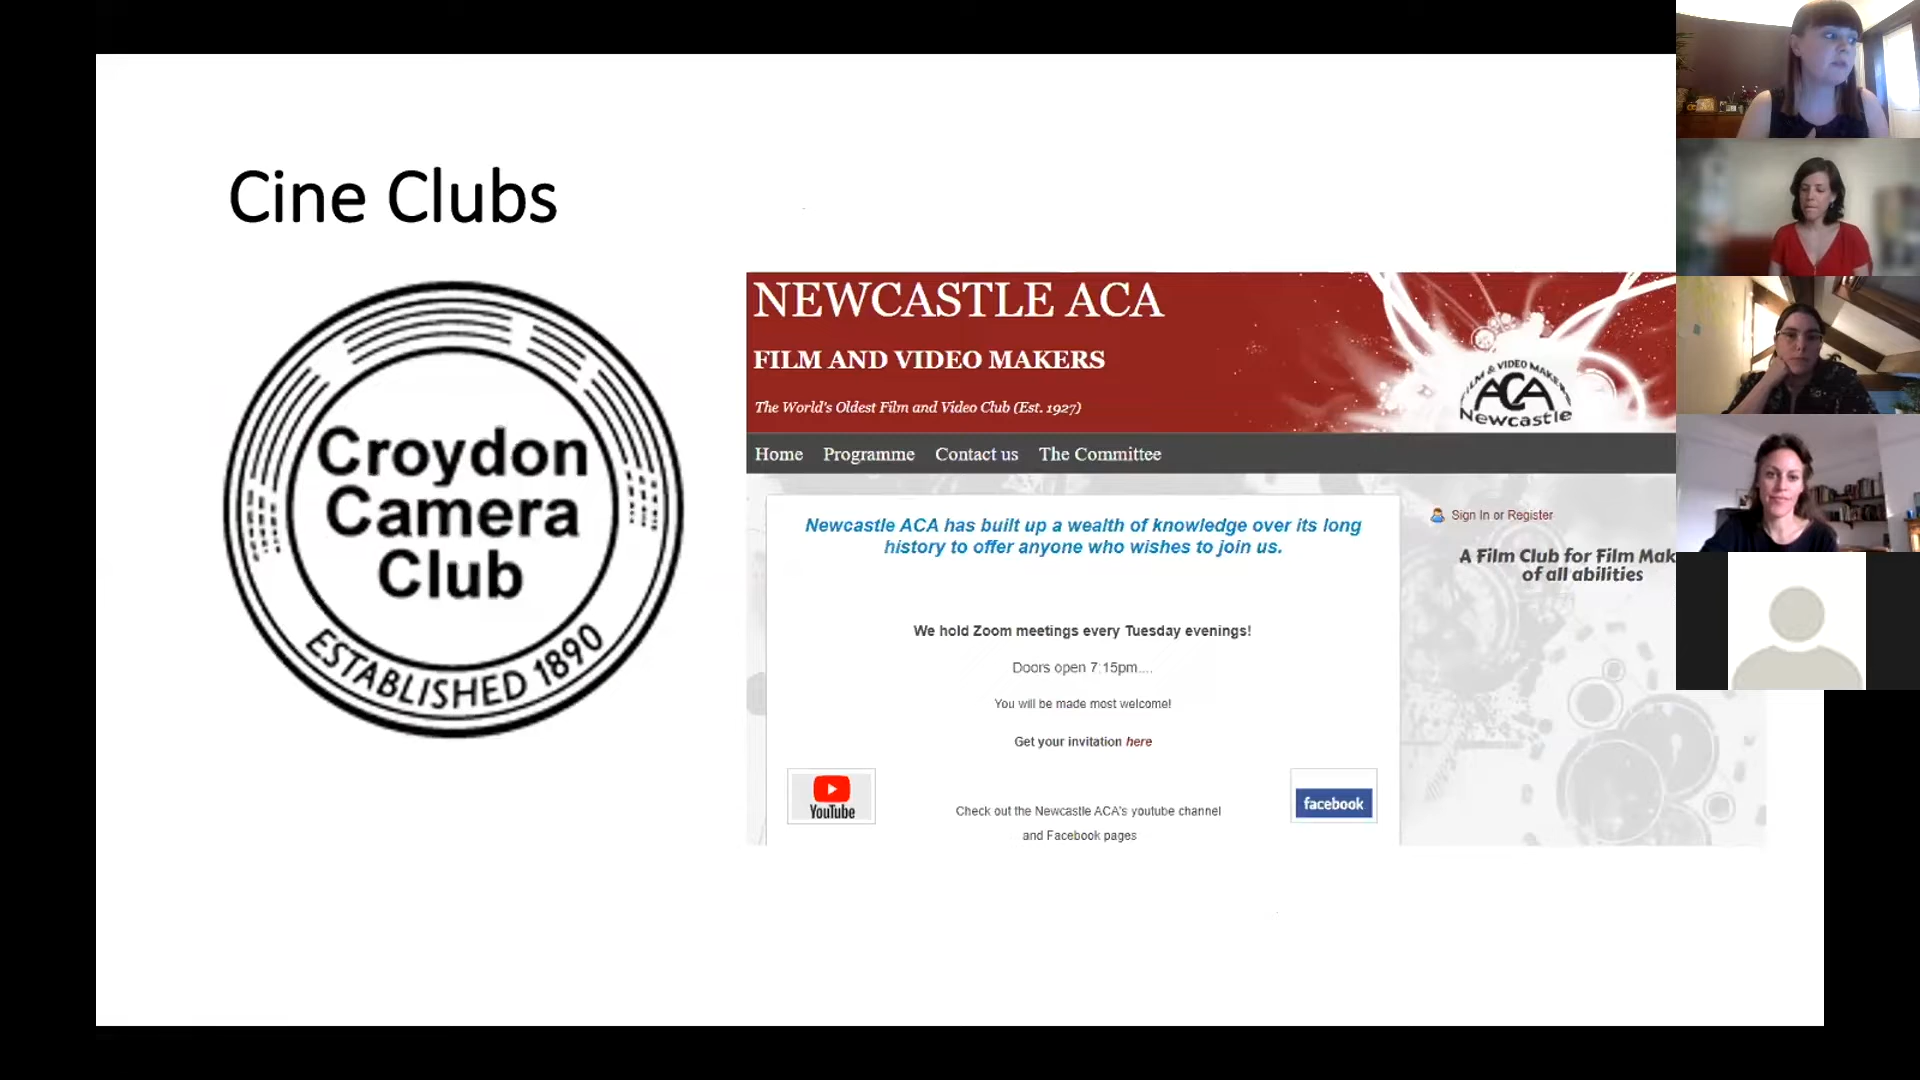 Cine Clubs
Croydon
Camera
Club
ESTABLISHED 1890
NEWCASTLE ACA
FILM AND VIDEO MAKERS
The World's Oldest Film and Video Club (Est. 1927)
FILM & VIDEO MAKERS
ACA
Newcastle
Home Programme Contact us The Committee
Newcastle ACA has built up a wealth of knowledge over its long
history to offer anyone who wishes to join us.
We hold Zoom meetings every Tuesday evenings!
Doors open 7:15pm....
You will be made most welcome!
Get your invitation here
YouTube
Check out the Newcastle ACA's youtube channel
and Facebook pages
facebook
Sign In or Register
A Film Club for Film Mak
of all abilities